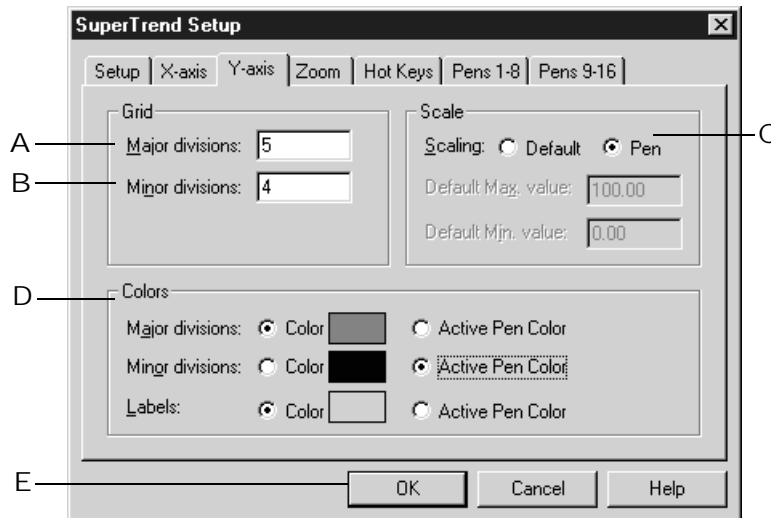 SuperTrend Setup
Setup X-axis Y-axis Zoom Hot Keys Pens 1-8 Pens 9-16
Grid
A Major divisions: 5
B Minor divisions: 4
Scale
Scaling: Default Pen C
Default Max. value: 100.00
Default Min. value: 0.00
D Colors
Major divisions: Color Active Pen Color
Minor divisions: Color Active Pen Color
Labels: Color Active Pen Color
E OK Cancel Help